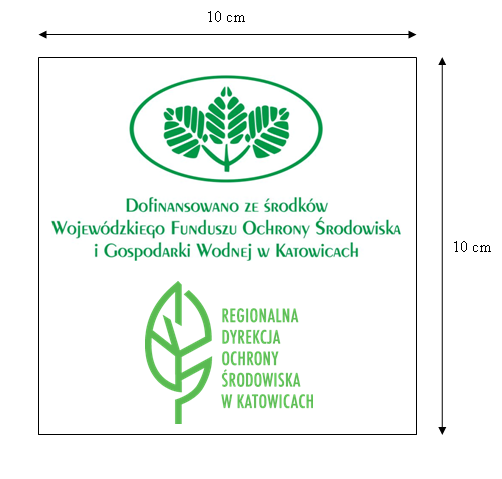 10 cm
Dofinansowano ze środków
Wojewódzkiego Funduszu Ochrony Środowiska
i Gospodarki Wodnej w Katowicach
10 cm
REGIONALNA
DYREKCJA
OCHRONY
ŚRODOWISKA
W KATOWICACH